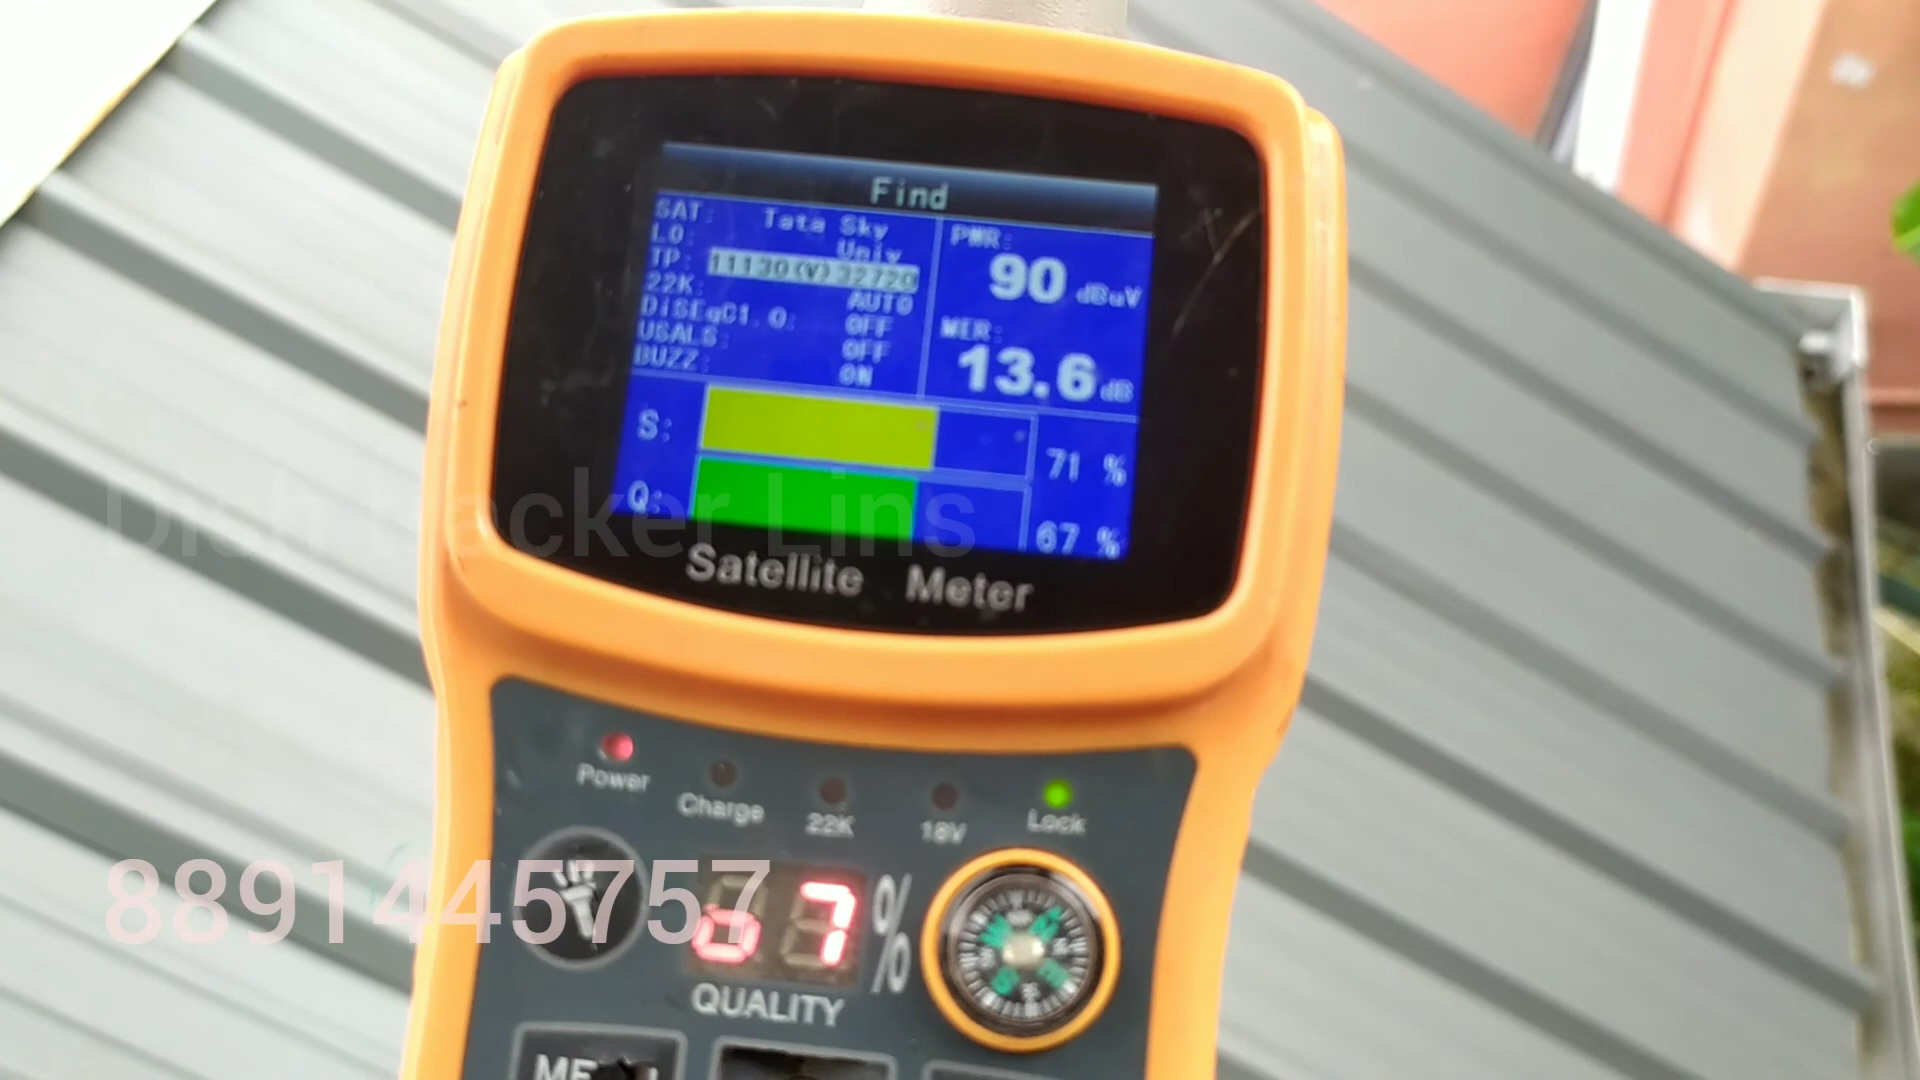 Find
SAT: Tata Sky
LO: Univ
TP: 11130(V)32720
22K: AUTO
DiSEqC1.0: OFF
USALS: OFF
BUZZ: ON
PWR:
90 dBuV
MER:
13.6 dB
S: 71 %
Q: 67 %
Satellite Meter
Power
Charge
22K
18V
Lock
8891445757
7 %
QUALITY